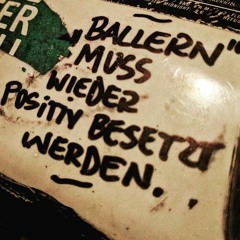 „BALLERN"
MUSS
WIEDER
POSITIV BESETZT
WERDEN.